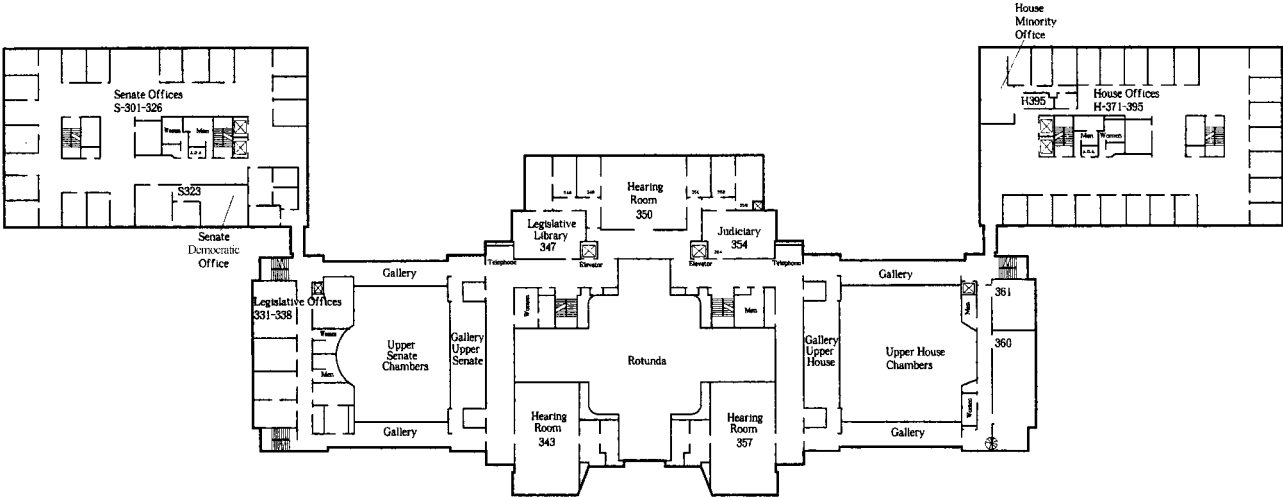 House
Minority
Office
Senate Offices
S-301-326
Women
Men
S323
Senate
Democratic
Office
H395
House Offices
H-371-395
Men
Women
348
Hearing
Room
350
Legislative
Library
347
Judiciary
354
Telephone
Elevator
Elevator
Telephone
Gallery
Gallery
Legislative Offices
331-338
Women
Men
Upper
Senate
Chambers
Gallery
Upper
Senate
Women
Men
Rotunda
Gallery
Upper
House
Upper House
Chambers
Men
Women
361
360
Hearing
Room
343
Hearing
Room
357
Gallery
Gallery